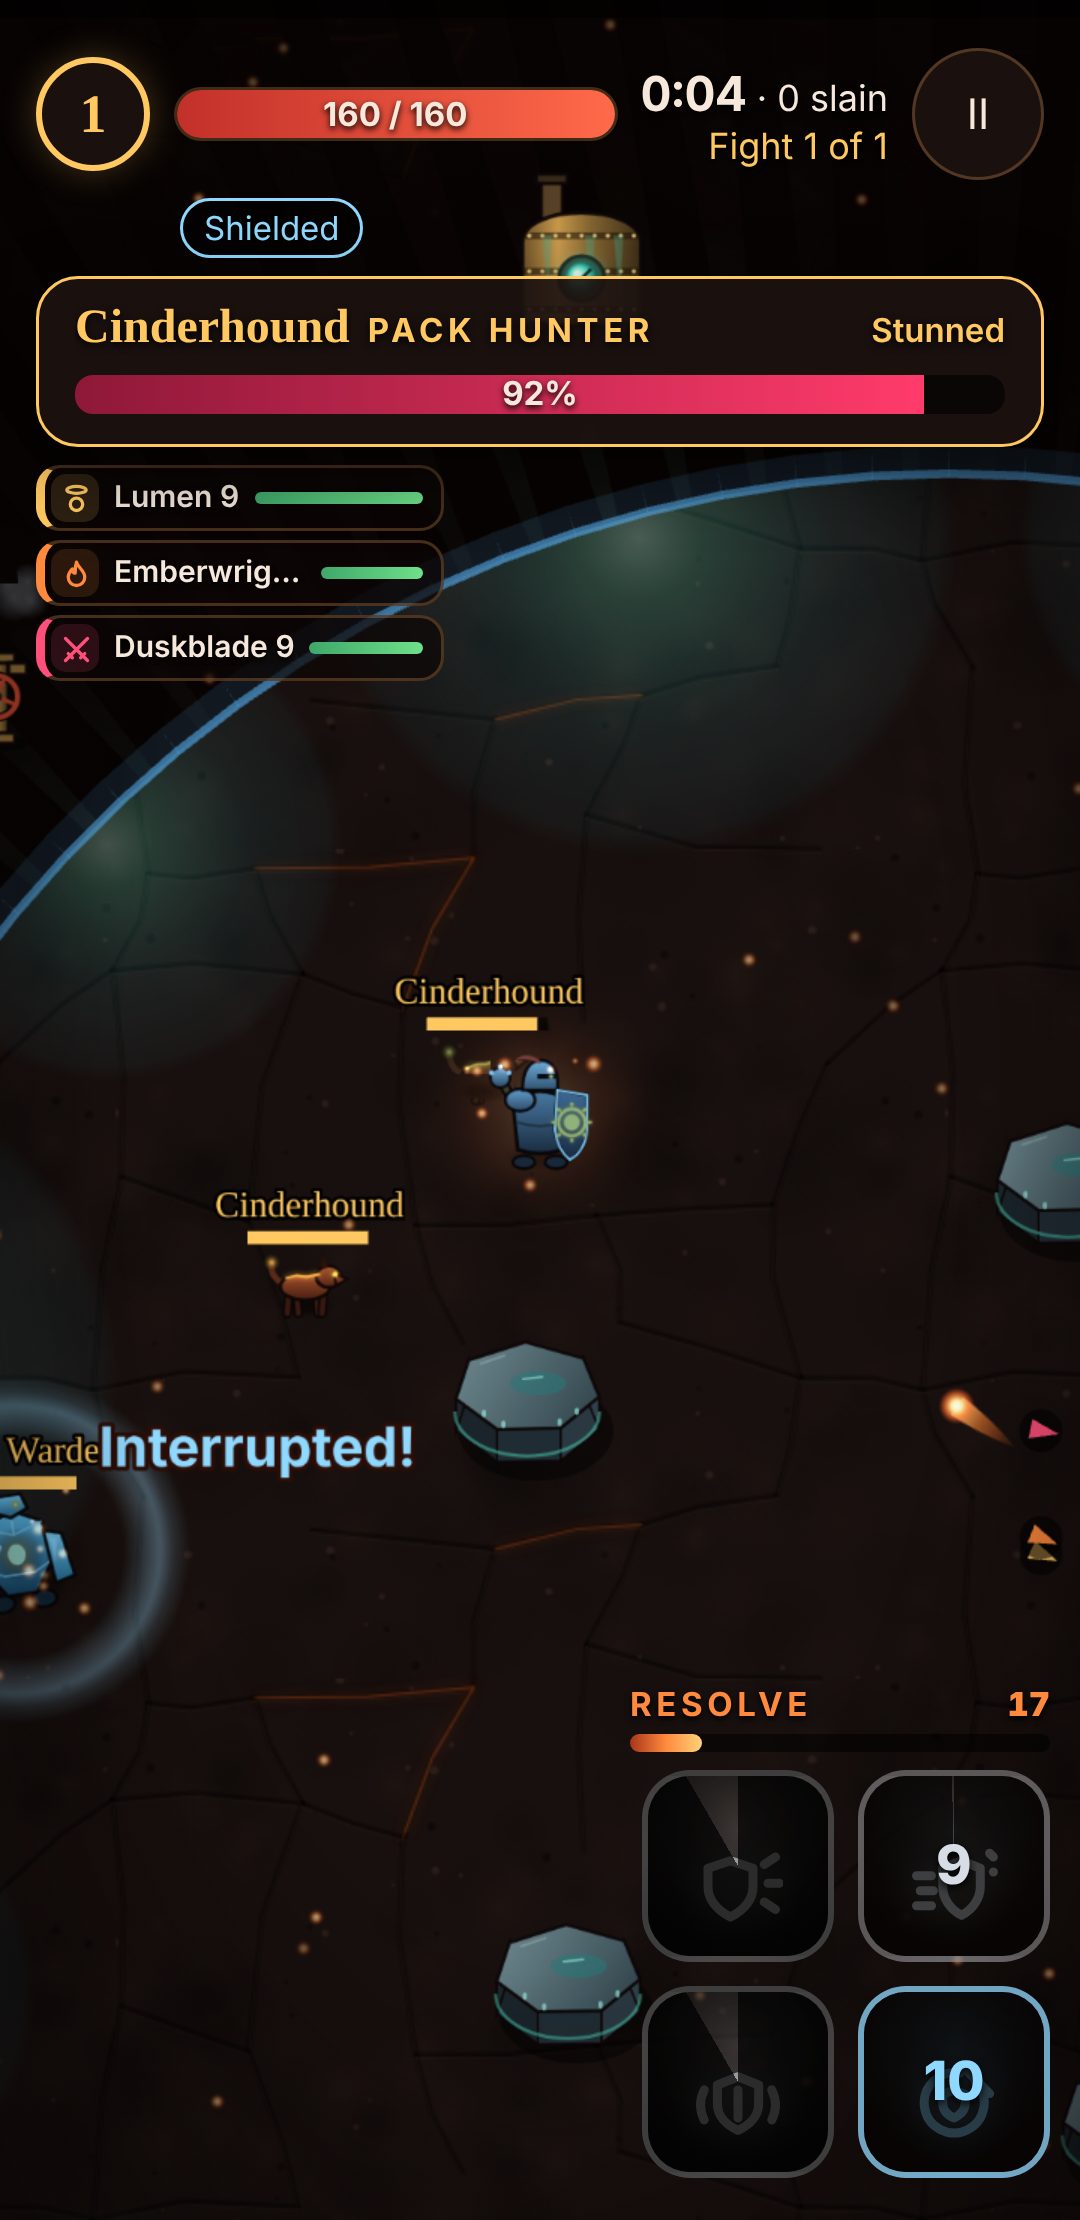 1
160 / 160
0:04 · 0 slain
Fight 1 of 1
Shielded
Cinderhound PACK HUNTER Stunned
92%
Lumen 9
Emberwrig...
Duskblade 9
Cinderhound
Cinderhound
Warde
Interrupted!
RESOLVE 17
9
10